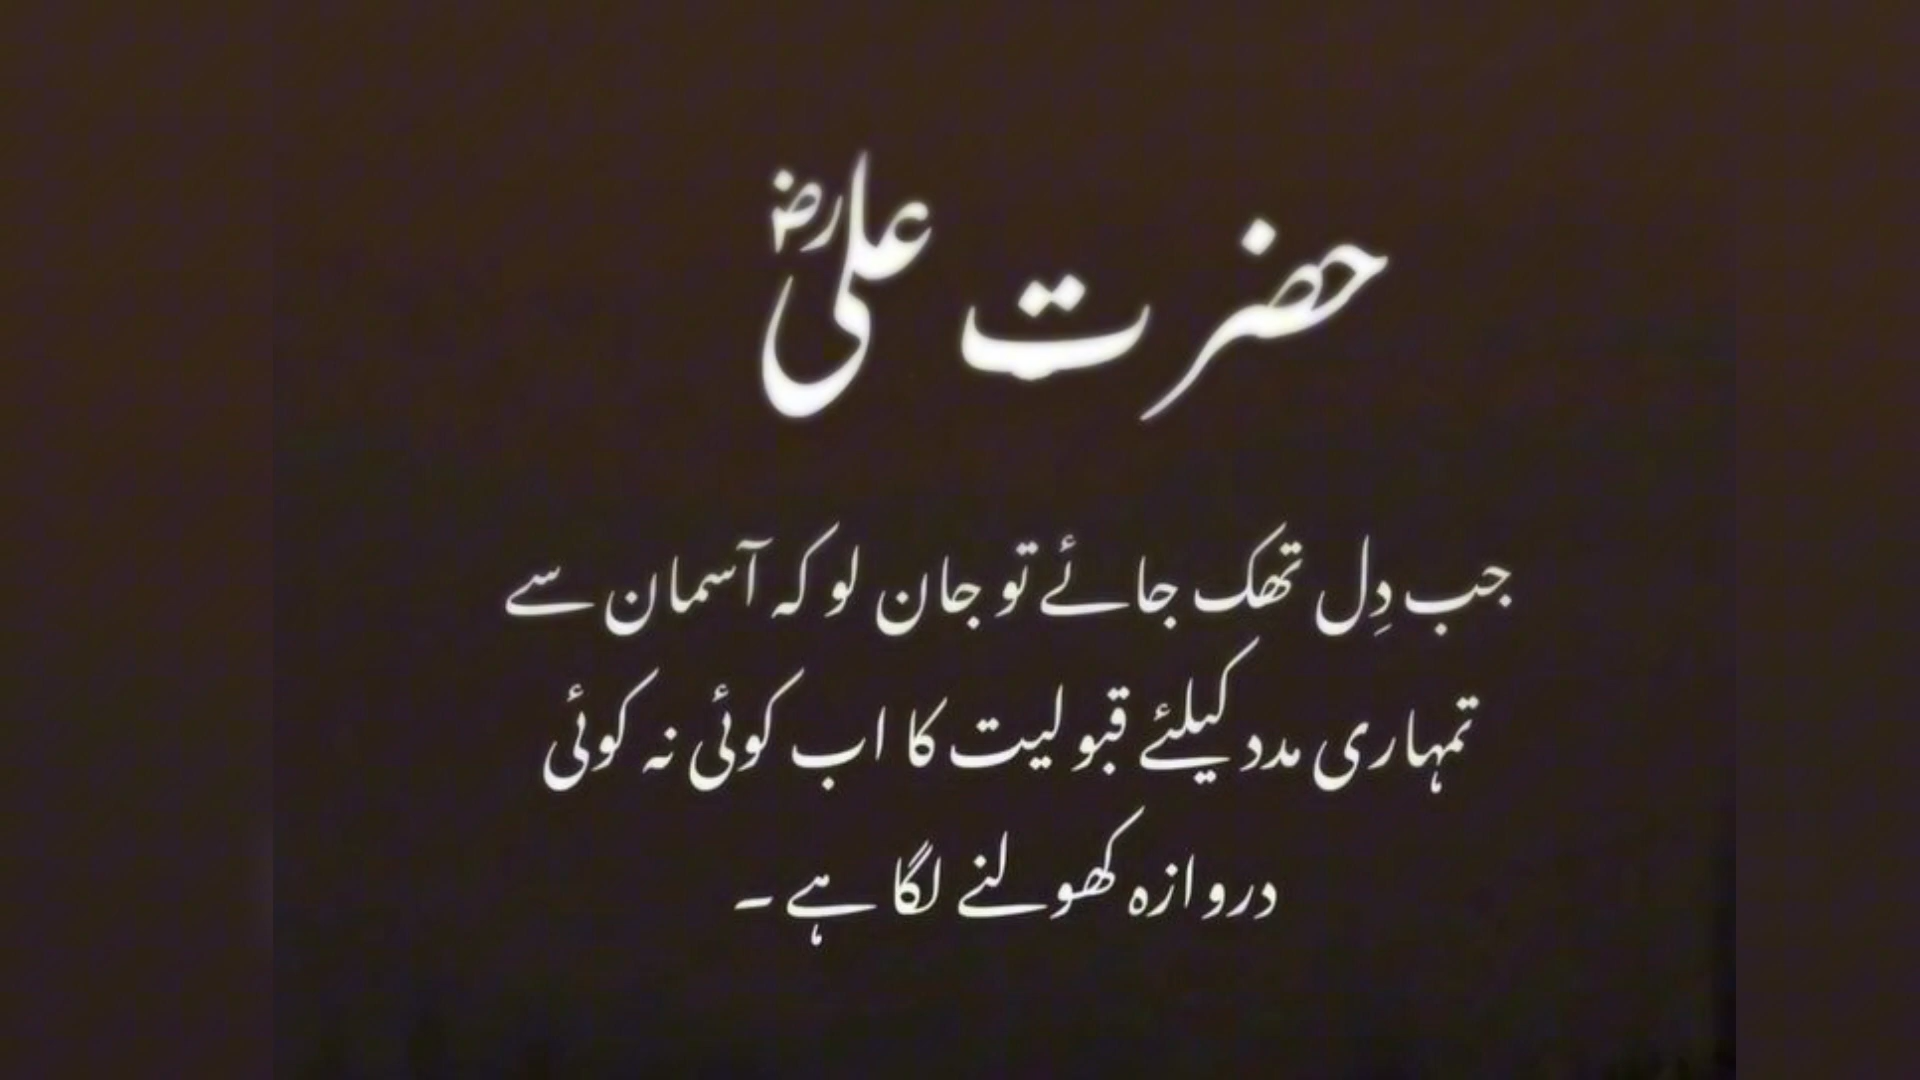 حضرت علیؓ
جب دِل تھک جائے تو جان لو کہ آسمان سے
تمہاری مدد کیلئے قبولیت کا اب کوئی نہ کوئی
دروازہ کھولنے لگا ہے ۔